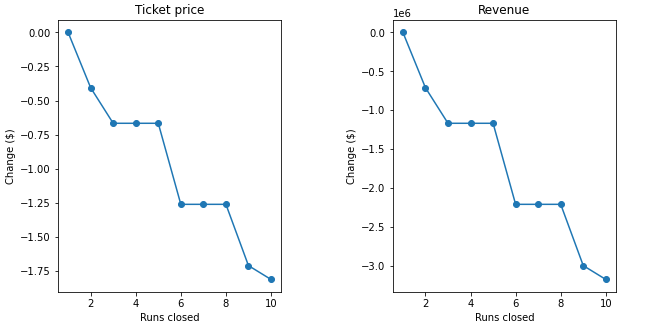 Ticket price
0.00
−0.25
−0.50
−0.75
−1.00
−1.25
−1.50
−1.75
Change ($)
2 4 6 8 10
Runs closed
Revenue
1e6
0.0
−0.5
−1.0
−1.5
−2.0
−2.5
−3.0
Change ($)
2 4 6 8 10
Runs closed